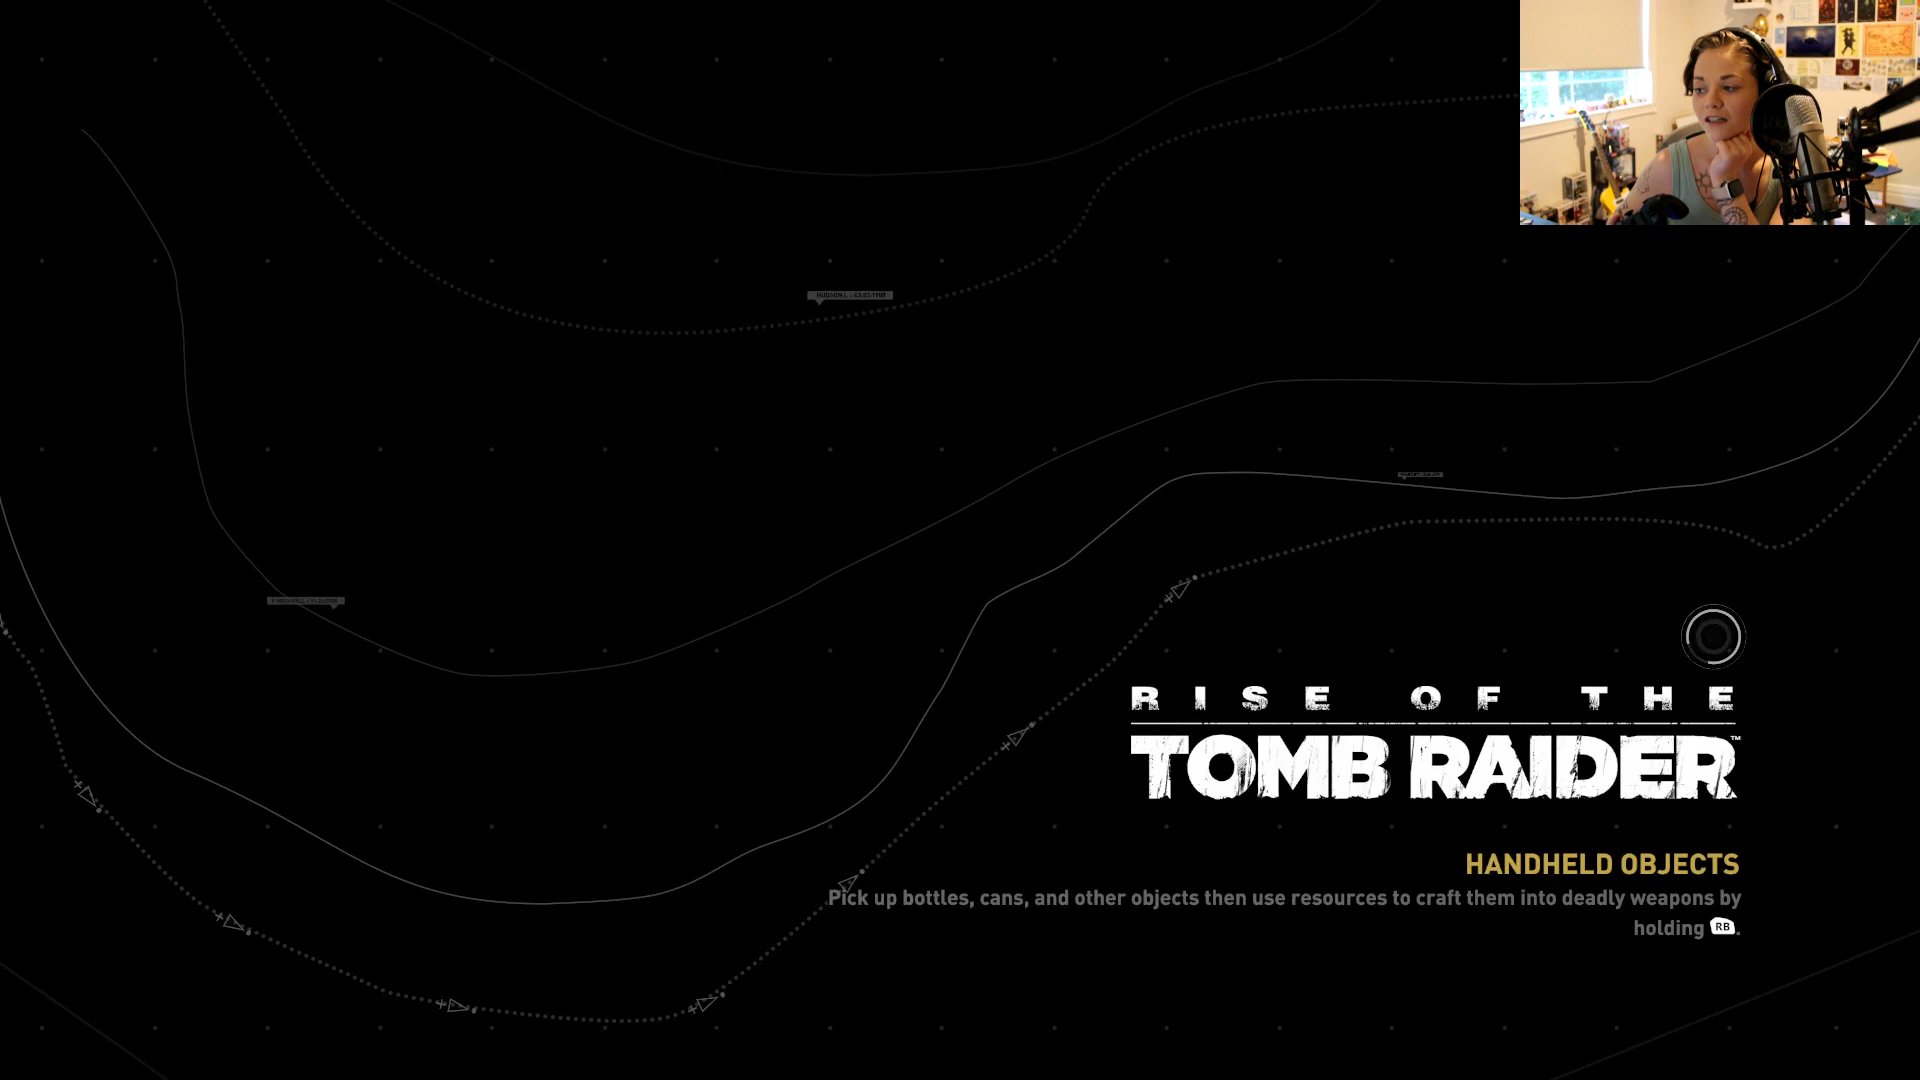 RISE OF THE
TOMB RAIDER™
HANDHELD OBJECTS
Pick up bottles, cans, and other objects then use resources to craft them into deadly weapons by
holding RB.